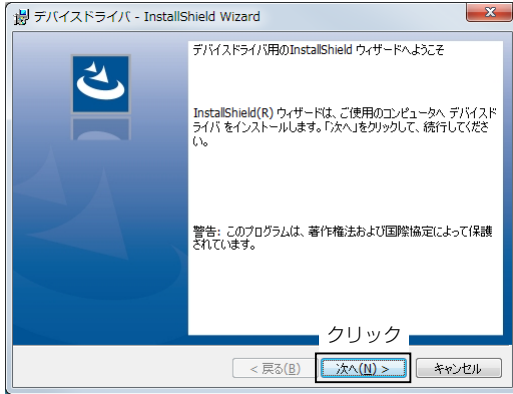 デバイスドライバ - InstallShield Wizard
デバイスドライバ用のInstallShield ウィザードへようこそ
InstallShield(R) ウィザードは、ご使用のコンピュータへ デバイスド
ライバ をインストールします。「次へ」をクリックして、続行してくださ
い。
警告: このプログラムは、著作権法および国際協定によって保護
されています。
クリック
< 戻る(B)
次へ(N) >
キャンセル